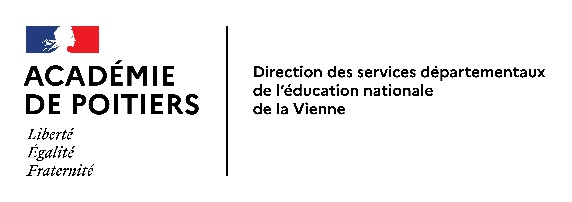 ACADÉMIE
DE POITIERS
Liberté
Égalité
Fraternité
Direction des services départementaux
de l'éducation nationale
de la Vienne